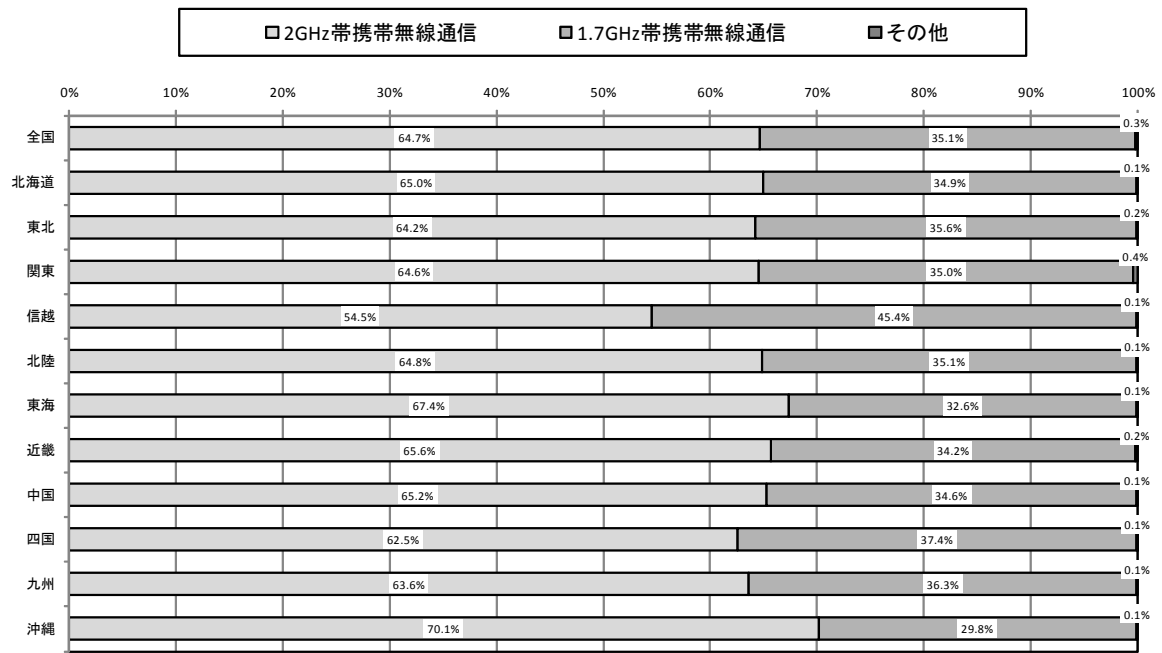 2GHz帯携帯無線通信 1.7GHz帯携帯無線通信 その他
0% 10% 20% 30% 40% 50% 60% 70% 80% 90% 100%
全国 64.7% 35.1% 0.3%
北海道 65.0% 34.9% 0.1%
東北 64.2% 35.6% 0.2%
関東 64.6% 35.0% 0.4%
信越 54.5% 45.4% 0.1%
北陸 64.8% 35.1% 0.1%
東海 67.4% 32.6% 0.1%
近畿 65.6% 34.2% 0.2%
中国 65.2% 34.6% 0.1%
四国 62.5% 37.4% 0.1%
九州 63.6% 36.3% 0.1%
沖縄 70.1% 29.8% 0.1%